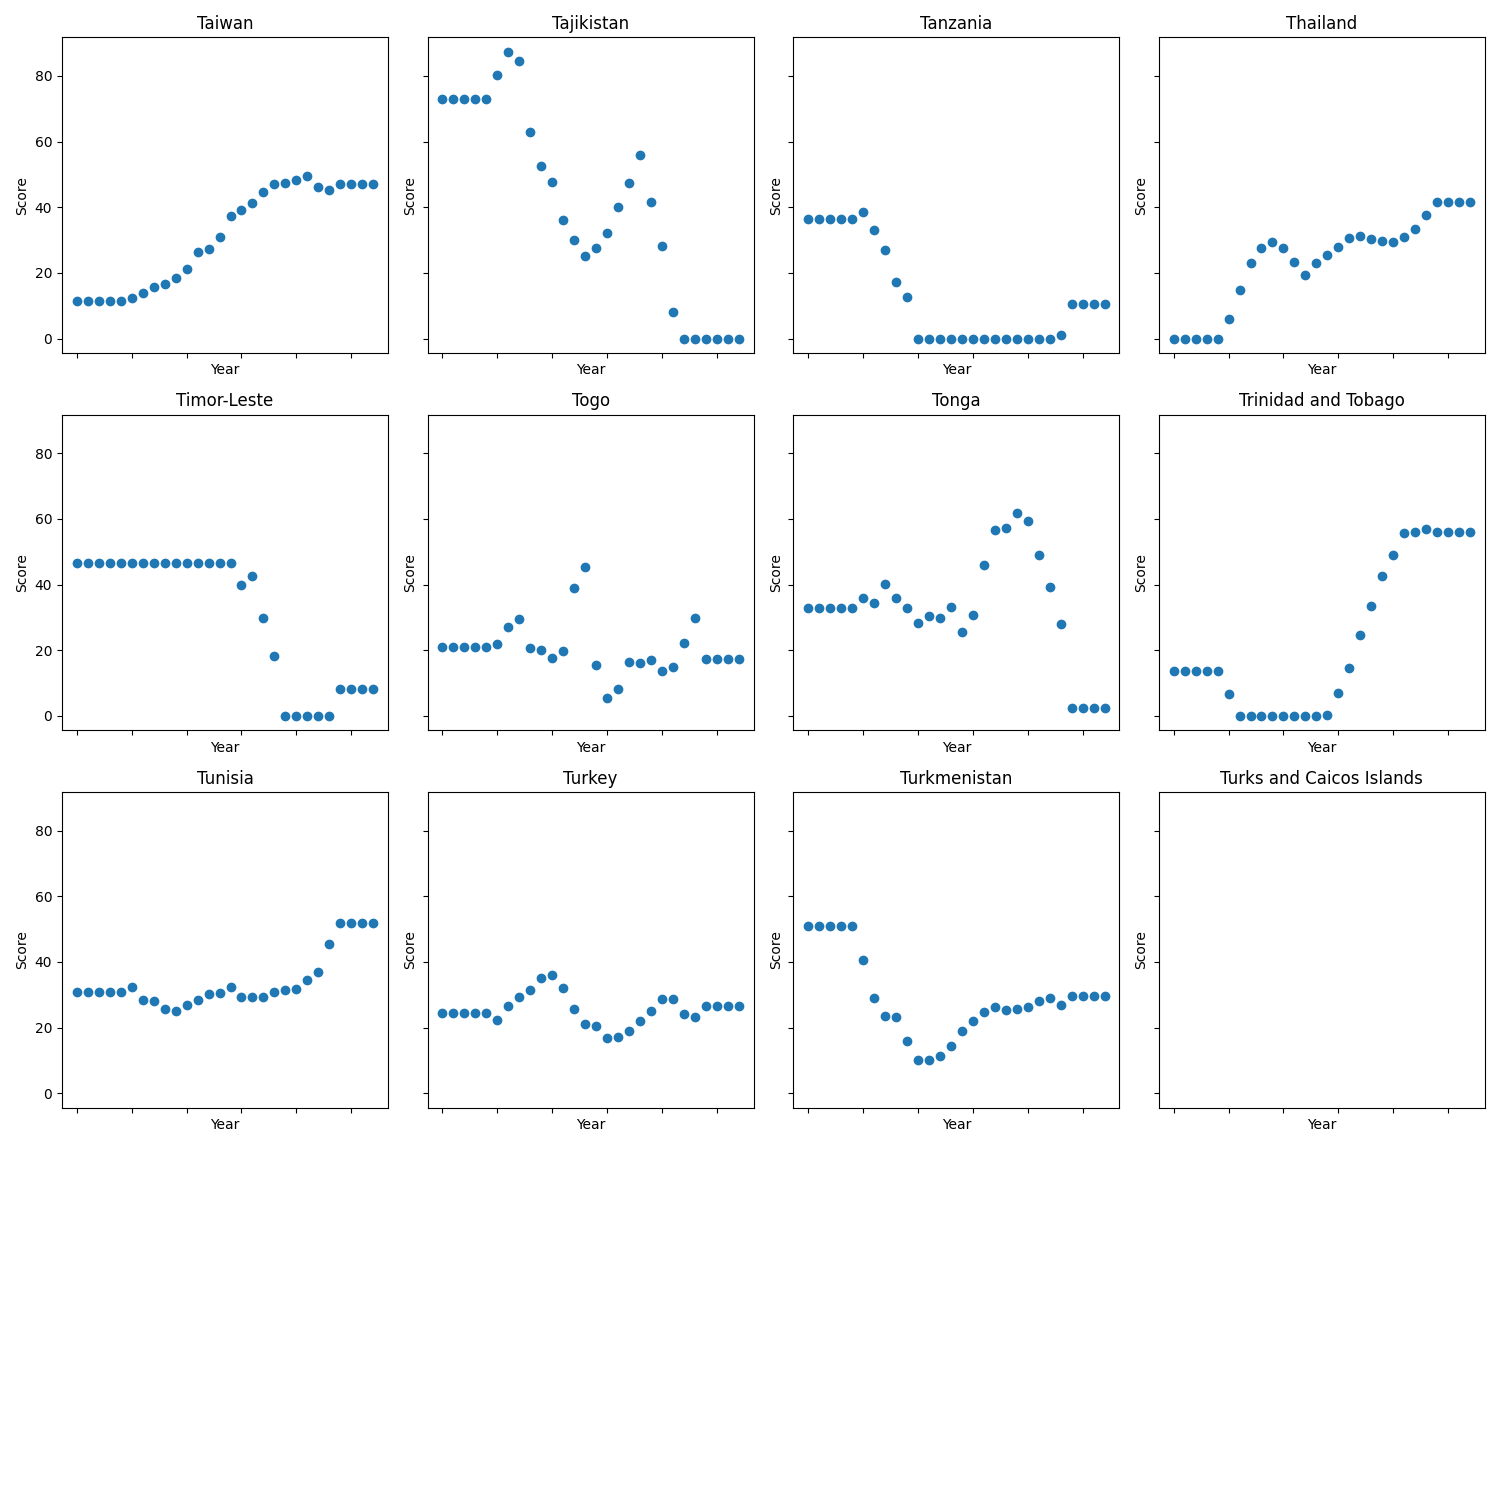 Taiwan
Tajikistan
Tanzania
Thailand
80
60
40
20
0
Score
Score
Score
Score
Year
Year
Year
Year
Timor-Leste
Togo
Tonga
Trinidad and Tobago
80
60
40
20
0
Score
Score
Score
Score
Year
Year
Year
Year
Tunisia
Turkey
Turkmenistan
Turks and Caicos Islands
80
60
40
20
0
Score
Score
Score
Score
Year
Year
Year
Year